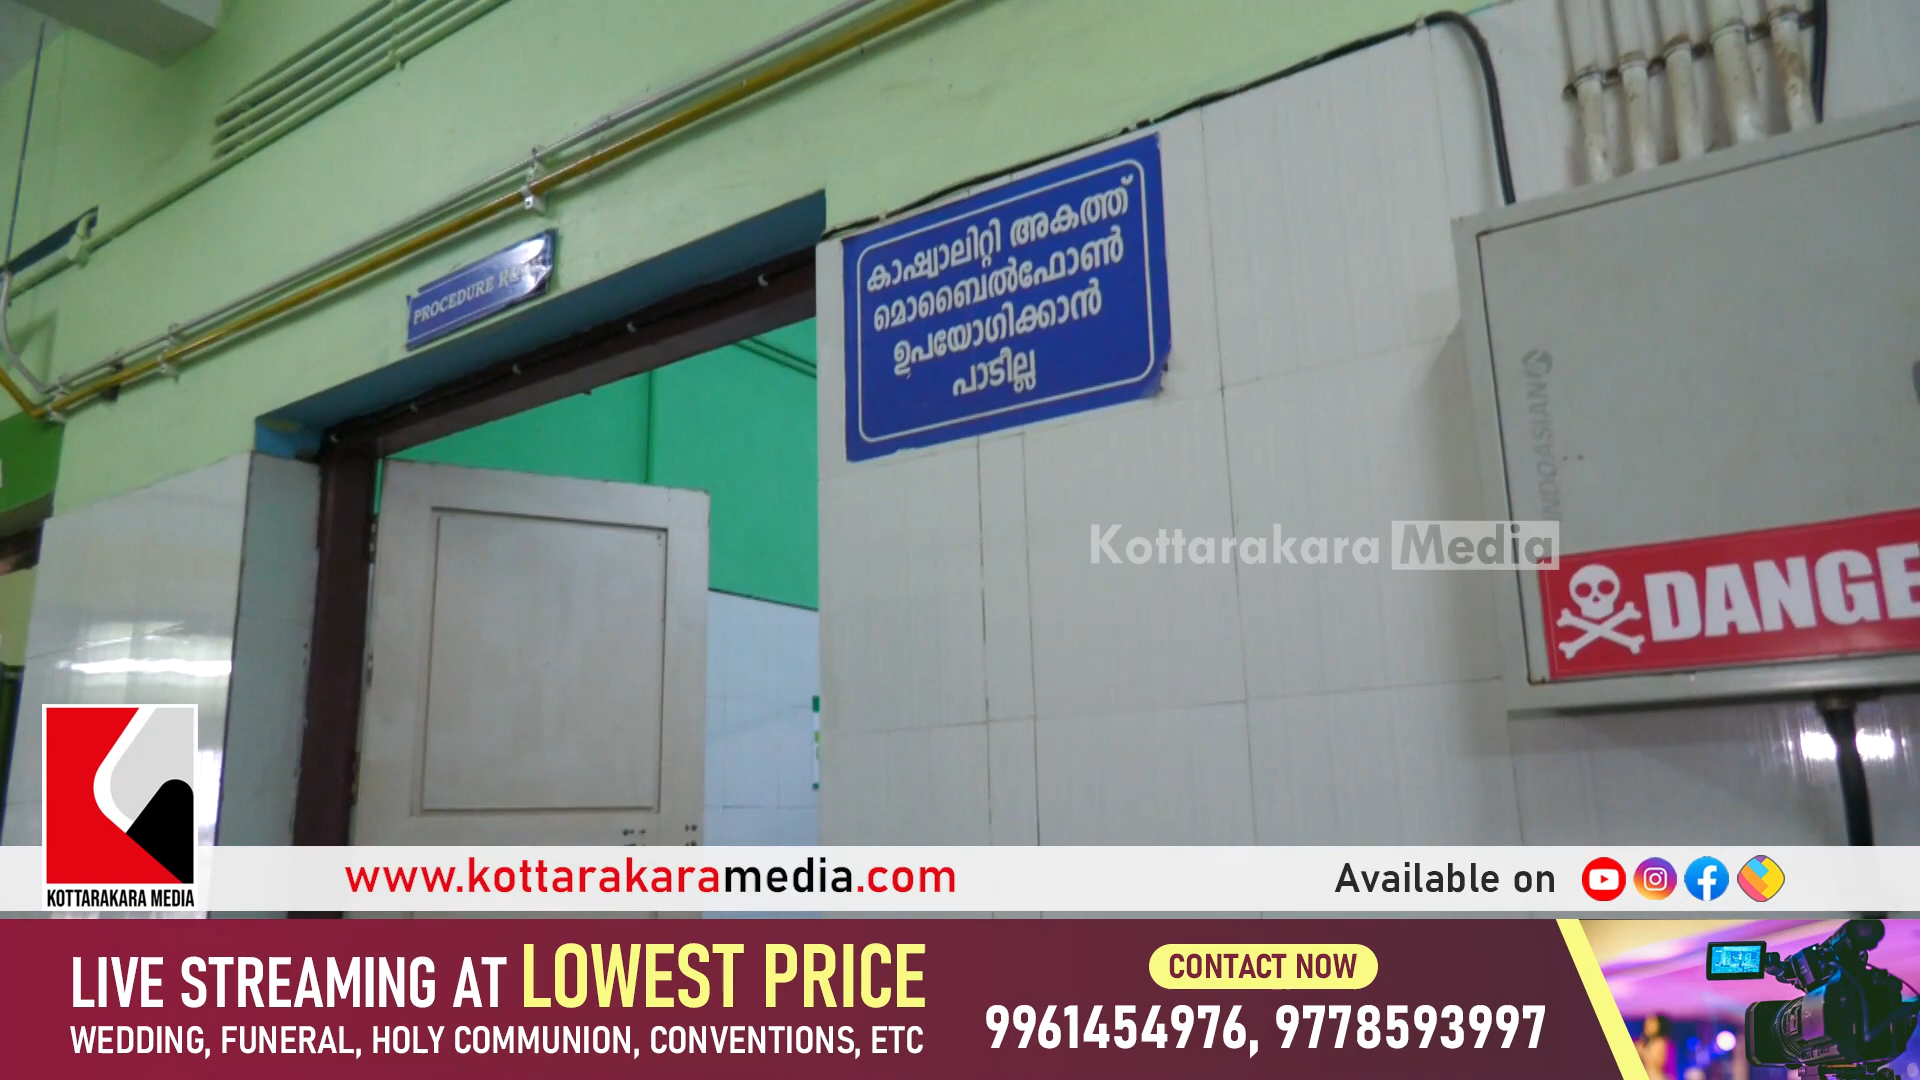 കാഷ്വാലിറ്റി അകത്ത്
മൊബൈൽഫോൺ
ഉപയോഗിക്കാൻ
പാടില്ല
PROCEDURE
INDOASIAN
Kottarakara Media
DANGE
KOTTARAKARA MEDIA
www.kottarakaramedia.com
Available on
LIVE STREAMING AT LOWEST PRICE
WEDDING, FUNERAL, HOLY COMMUNION, CONVENTIONS, ETC
CONTACT NOW
9961454976, 9778593997